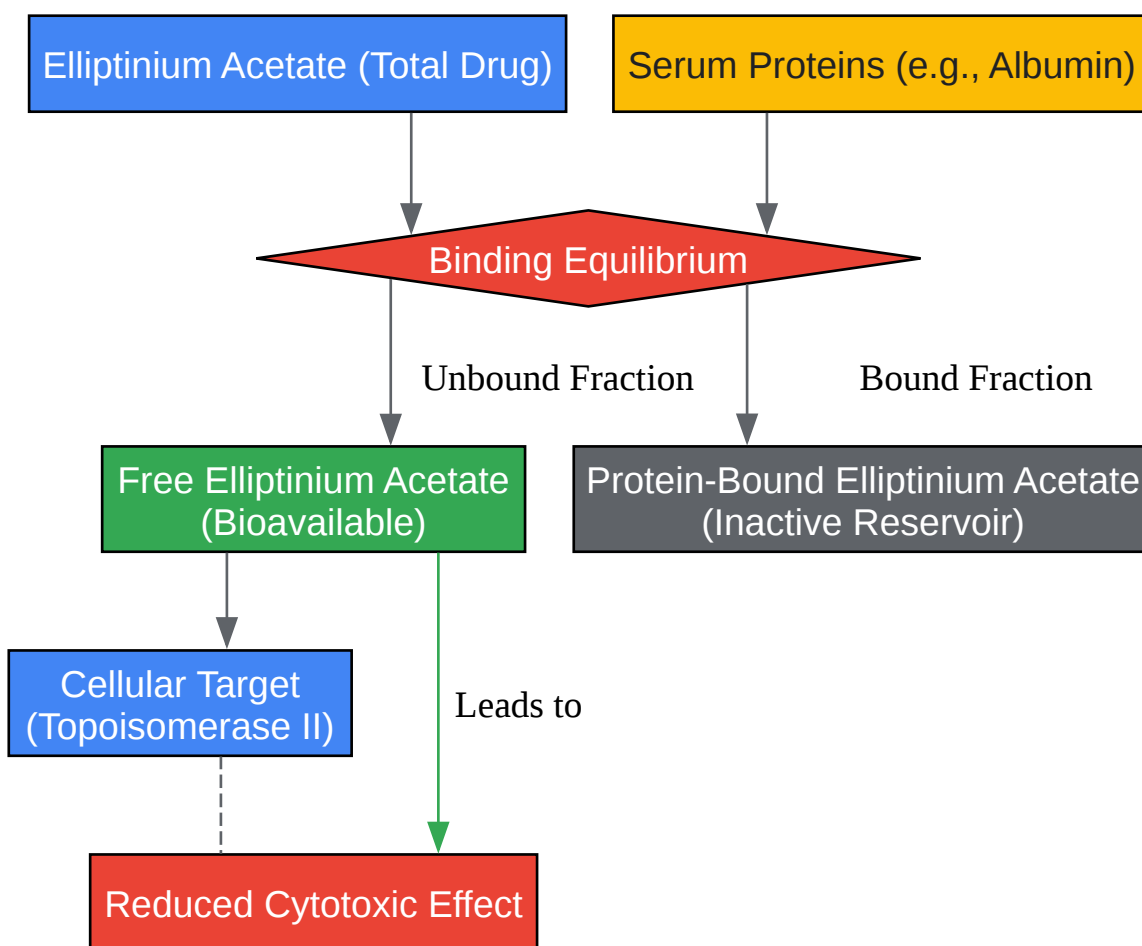 Elliptinium Acetate (Total Drug)
Serum Proteins (e.g., Albumin)
Binding Equilibrium
Unbound Fraction
Bound Fraction
Free Elliptinium Acetate
(Bioavailable)
Protein-Bound Elliptinium Acetate
(Inactive Reservoir)
Cellular Target
(Topoisomerase II)
Leads to
Reduced Cytotoxic Effect